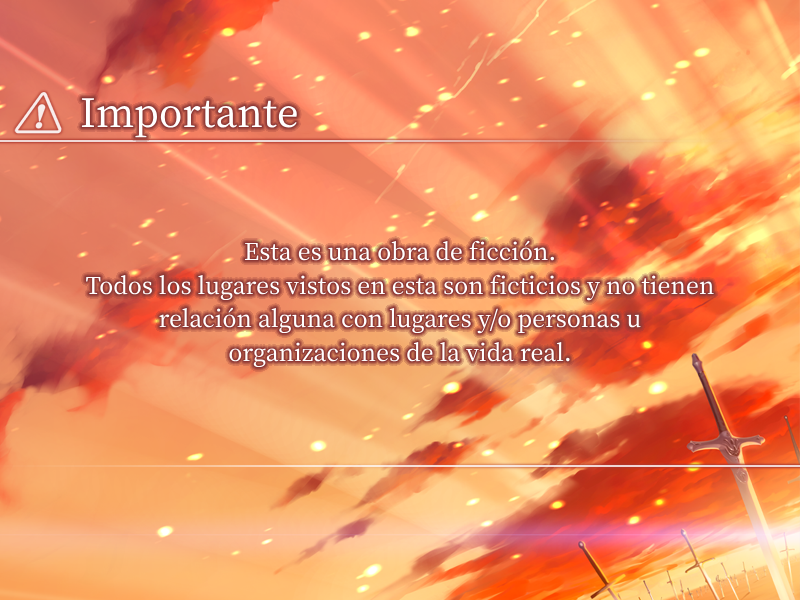 Importante
Esta es una obra de ficción.
Todos los lugares vistos en esta son ficticios y no tienen
relación alguna con lugares y/o personas u
organizaciones de la vida real.